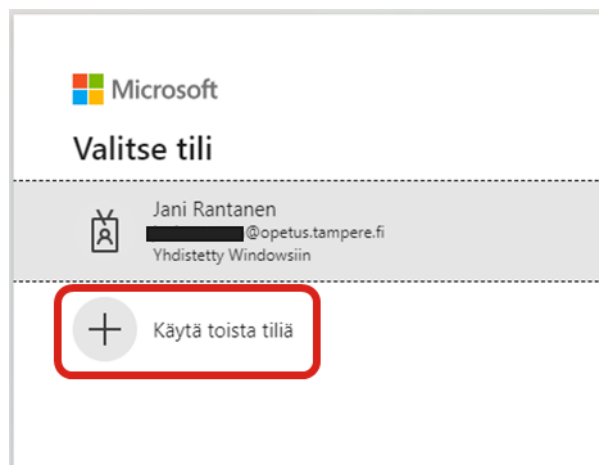 Microsoft
Valitse tili
Jani Rantanen
@opetus.tampere.fi
Yhdistetty Windowsiin
Käytä toista tiliä